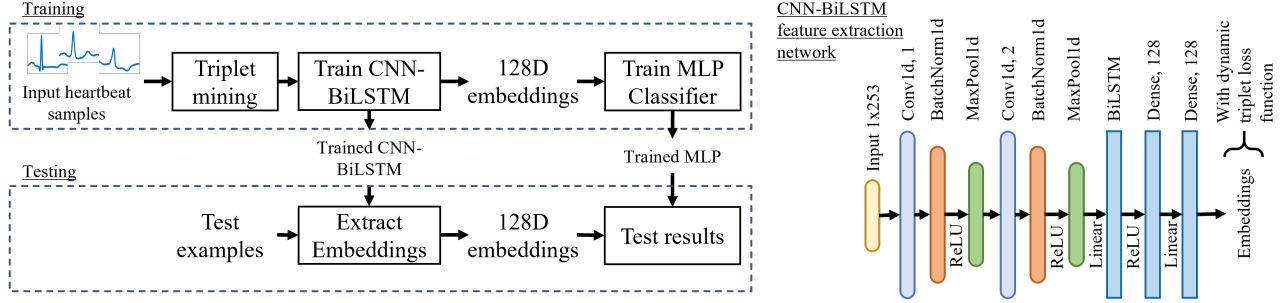 Training
Input heartbeat
samples
Triplet
mining
Train CNN-
BiLSTM
128D
embeddings
Train MLP
Classifier
Trained CNN-
BiLSTM
Trained MLP
Testing
Test
examples
Extract
Embeddings
128D
embeddings
Test results
CNN-BiLSTM
feature extraction
network
Input 1x253
Conv1d, 1
BatchNorm1d
ReLU
MaxPool1d
Conv1d, 2
BatchNorm1d
ReLU
MaxPool1d
Linear
BiLSTM
ReLU
Dense, 128
Linear
Dense, 128
With dynamic
triplet loss
function
Embeddings